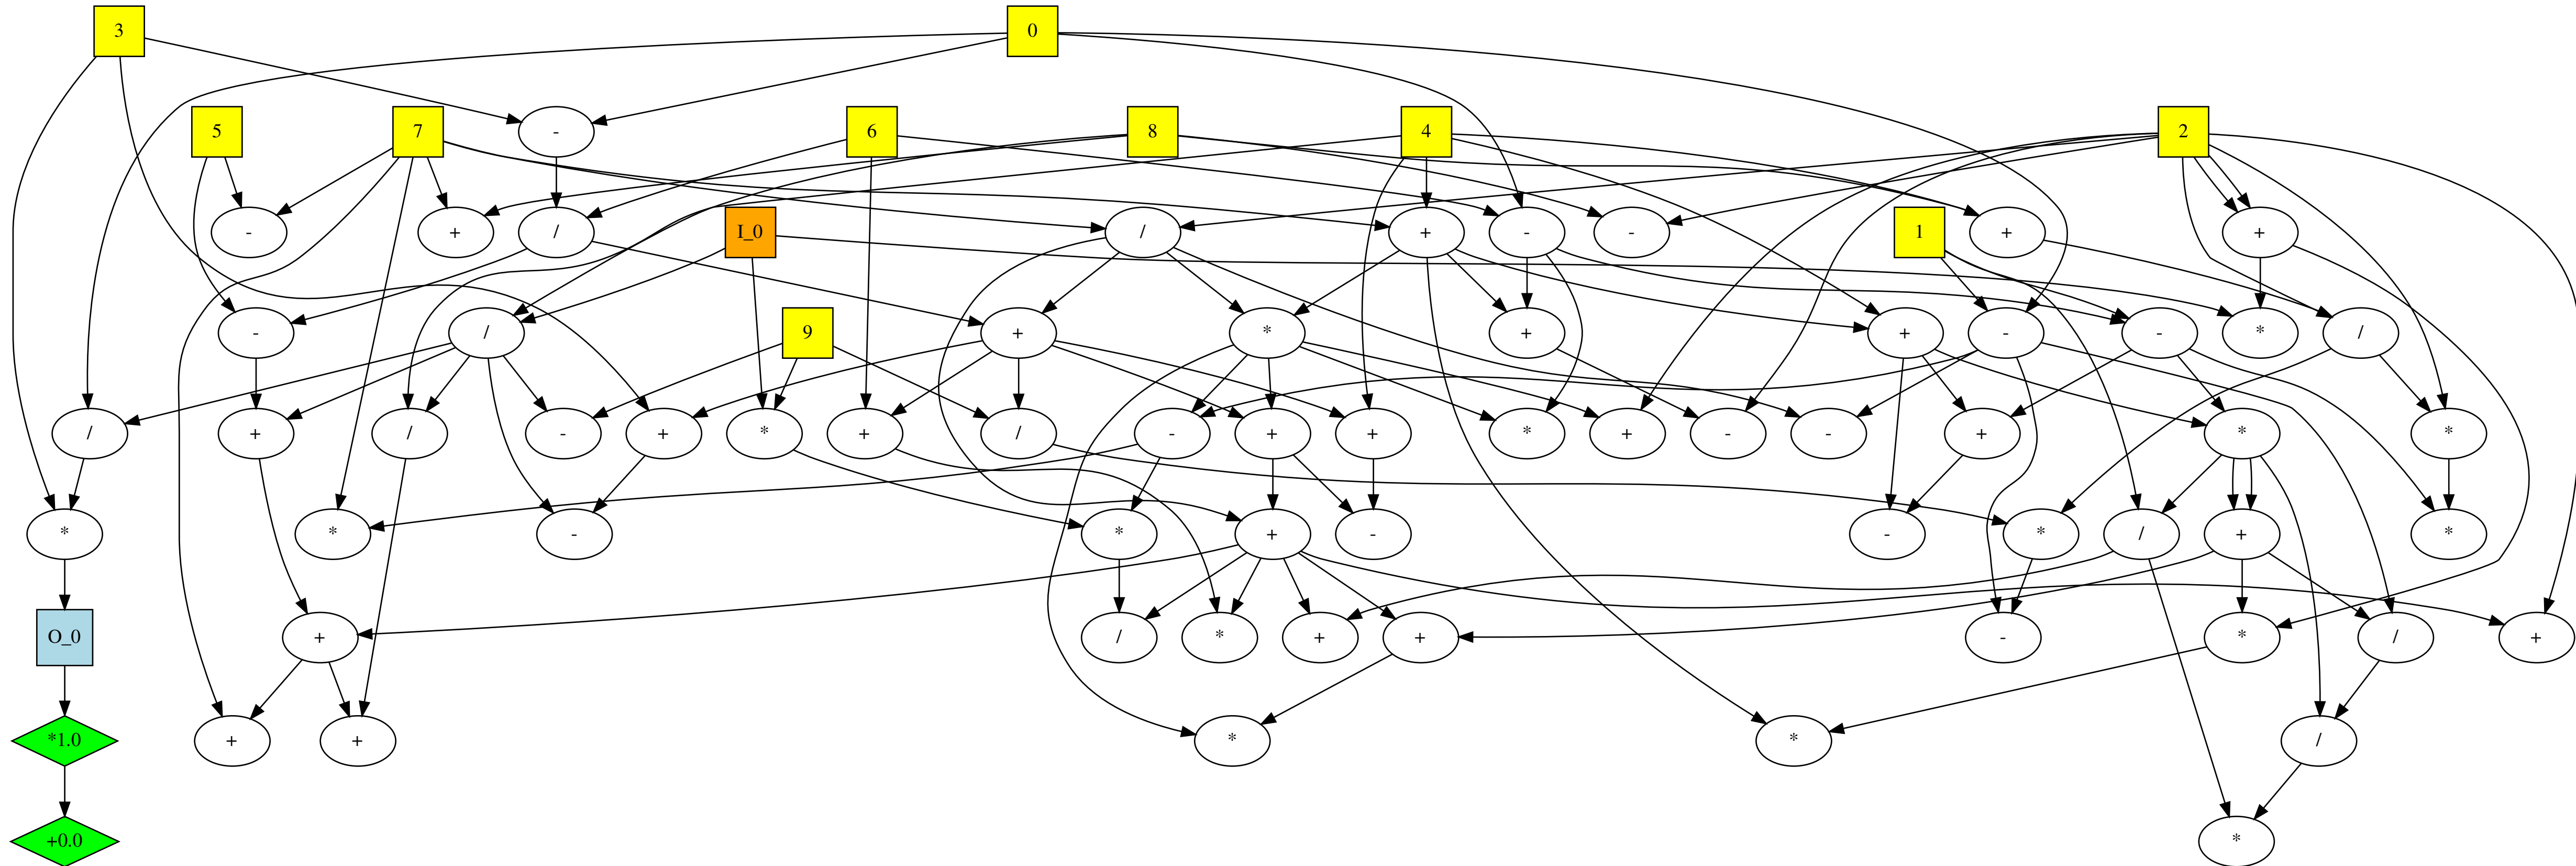 3 0
5 7 - 6 8 4 2
- + / I_0 / + - - 1 + +
- / 9 + * + + - - * /
/ + / - + * + / - + + * + - - + * *
* * - * + - - * / + *
O_0 + / * + + - * / +
*1.0 + + * * /
+0.0 *